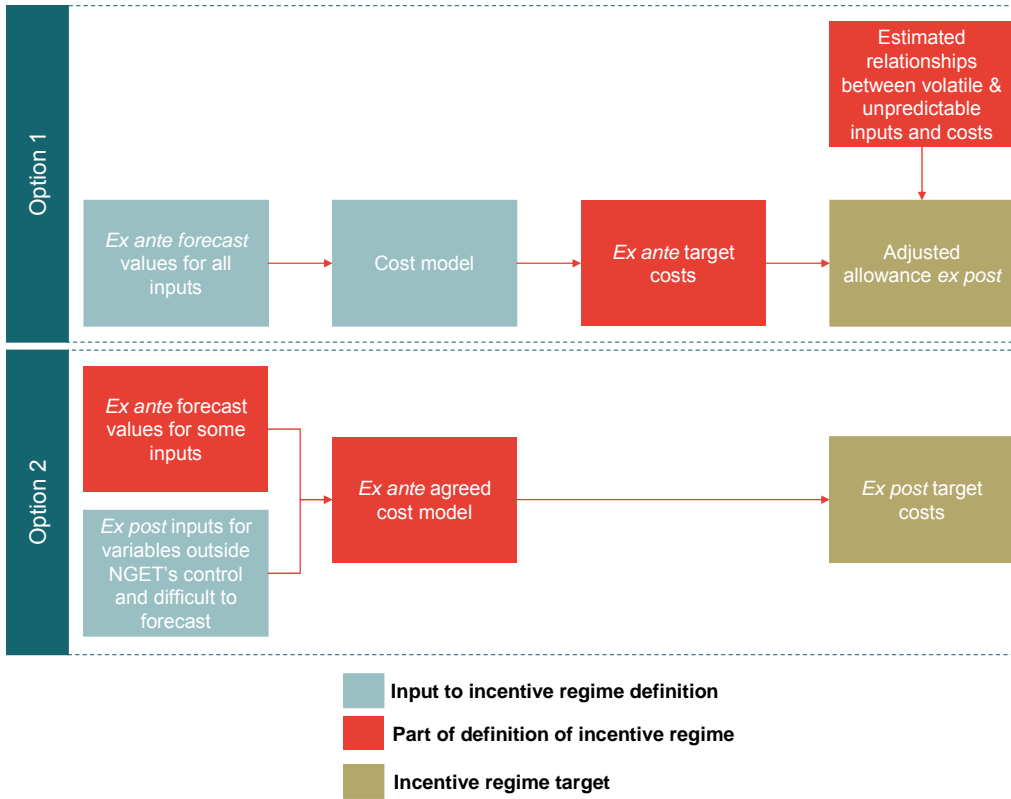 Option 1
Estimated
relationships
between volatile &
unpredictable
inputs and costs
Ex ante forecast
values for all
inputs
Cost model
Ex ante target
costs
Adjusted
allowance ex post
Option 2
Ex ante forecast
values for some
inputs
Ex post inputs for
variables outside
NGET's control
and difficult to
forecast
Ex ante agreed
cost model
Ex post target
costs
Input to incentive regime definition
Part of definition of incentive regime
Incentive regime target